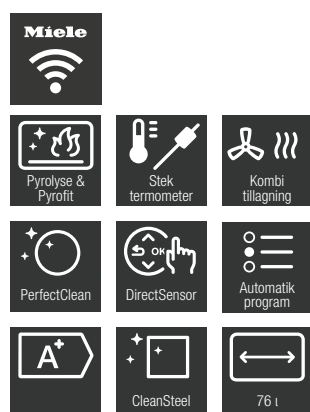 Miele
Pyrolyse &
Pyrofit
Stek
termometer
Kombi
tillagning
PerfectClean
OK
DirectSensor
Automatik
program
A+
CleanSteel
76 l